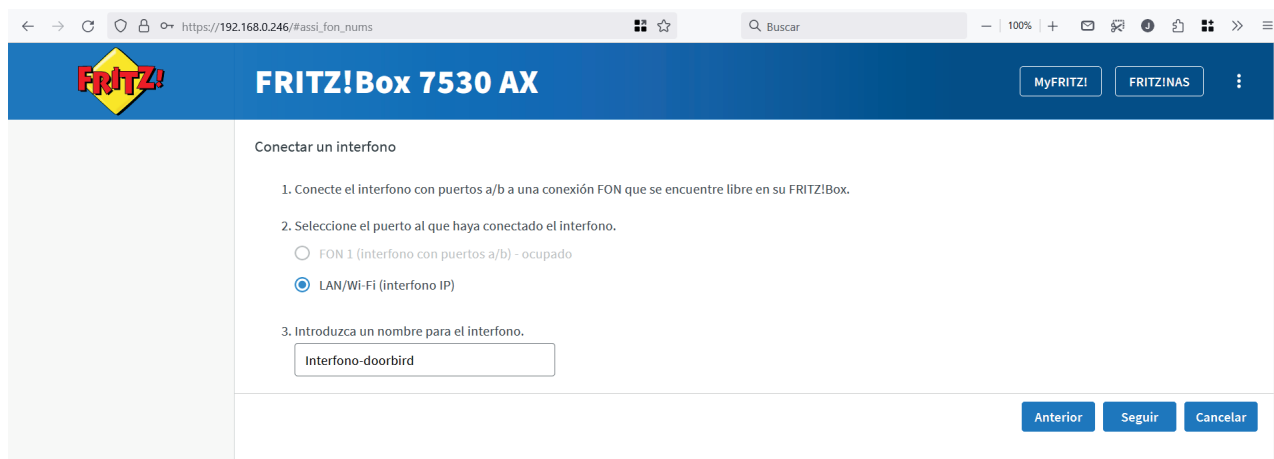 https://192.168.0.246/#assi_fon_nums
Buscar
100%
J
FRITZ!
FRITZ!Box 7530 AX
MyFRITZ!
FRITZ!NAS
Conectar un interfono
1. Conecte el interfono con puertos a/b a una conexión FON que se encuentre libre en su FRITZ!Box.
2. Seleccione el puerto al que haya conectado el interfono.
FON 1 (interfono con puertos a/b) - ocupado
LAN/Wi-Fi (interfono IP)
3. Introduzca un nombre para el interfono.
Interfono-doorbird
Anterior
Seguir
Cancelar